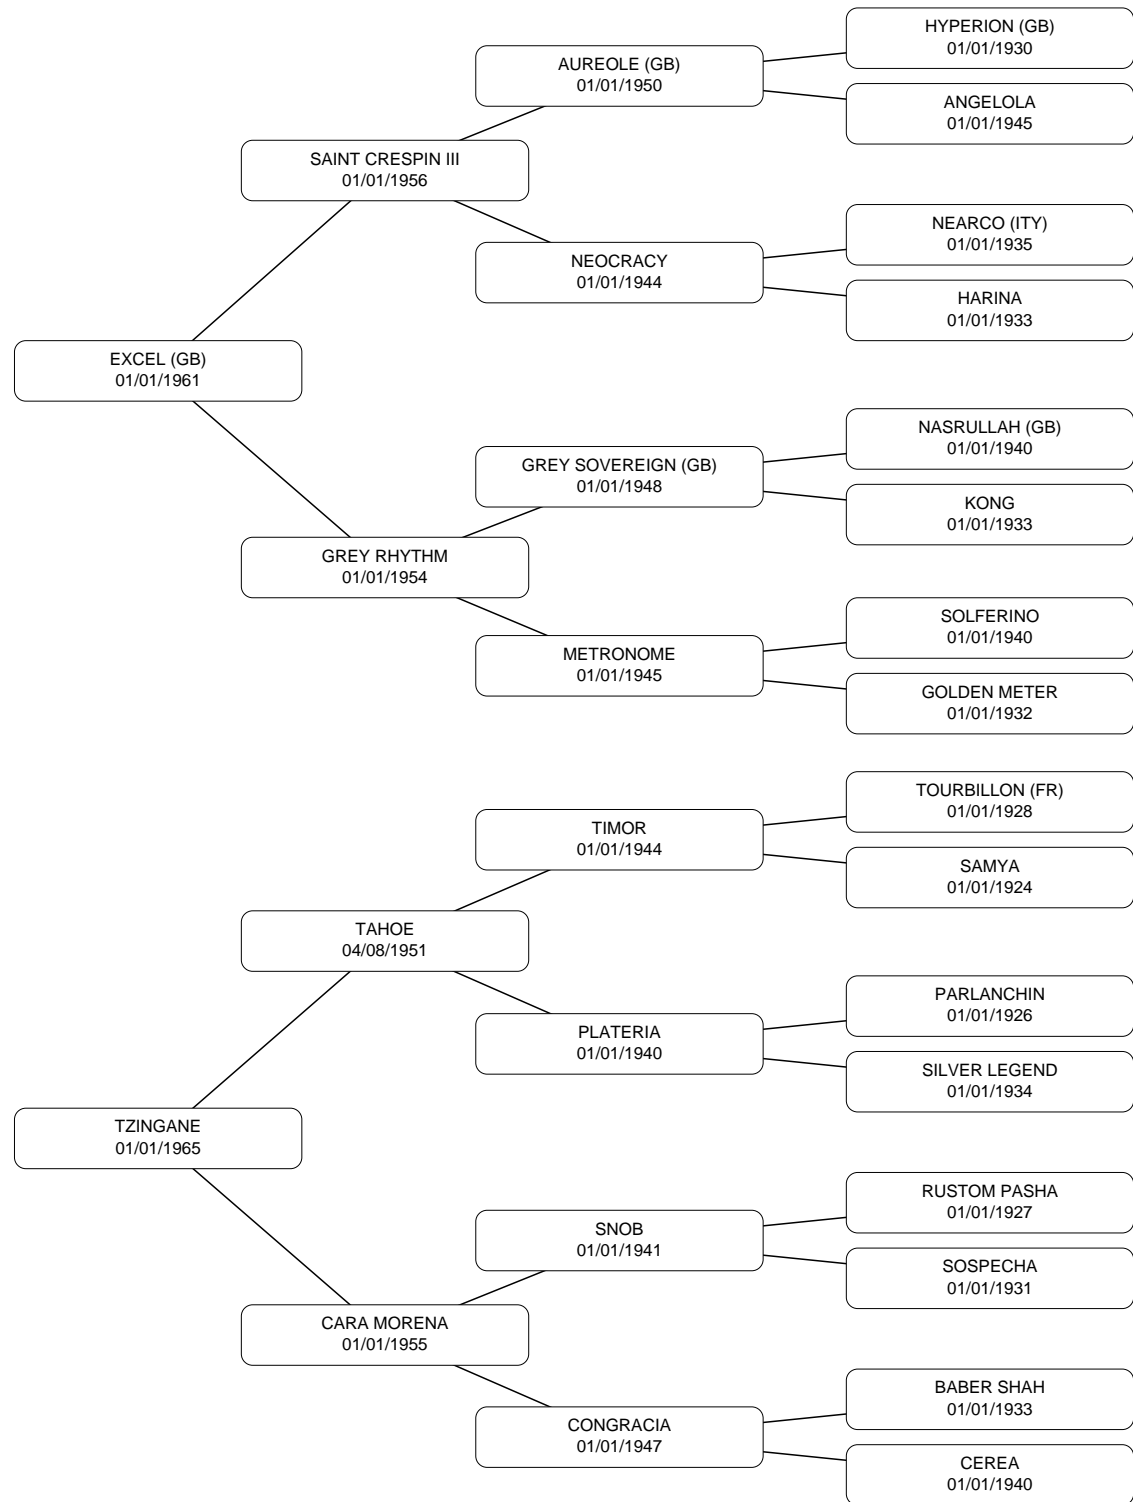 HYPERION (GB)
01/01/1930
AUREOLE (GB)
01/01/1950
ANGELOLA
01/01/1945
SAINT CRESPIN III
01/01/1956
NEARCO (ITY)
01/01/1935
NEOCRACY
01/01/1944
HARINA
01/01/1933
EXCEL (GB)
01/01/1961
NASRULLAH (GB)
01/01/1940
GREY SOVEREIGN (GB)
01/01/1948
KONG
01/01/1933
GREY RHYTHM
01/01/1954
SOLFERINO
01/01/1940
METRONOME
01/01/1945
GOLDEN METER
01/01/1932
TOURBILLON (FR)
01/01/1928
TIMOR
01/01/1944
SAMYA
01/01/1924
TAHOE
04/08/1951
PARLANCHIN
01/01/1926
PLATERIA
01/01/1940
SILVER LEGEND
01/01/1934
TZINGANE
01/01/1965
RUSTOM PASHA
01/01/1927
SNOB
01/01/1941
SOSPECHA
01/01/1931
CARA MORENA
01/01/1955
BABER SHAH
01/01/1933
CONGRACIA
01/01/1947
CEREA
01/01/1940